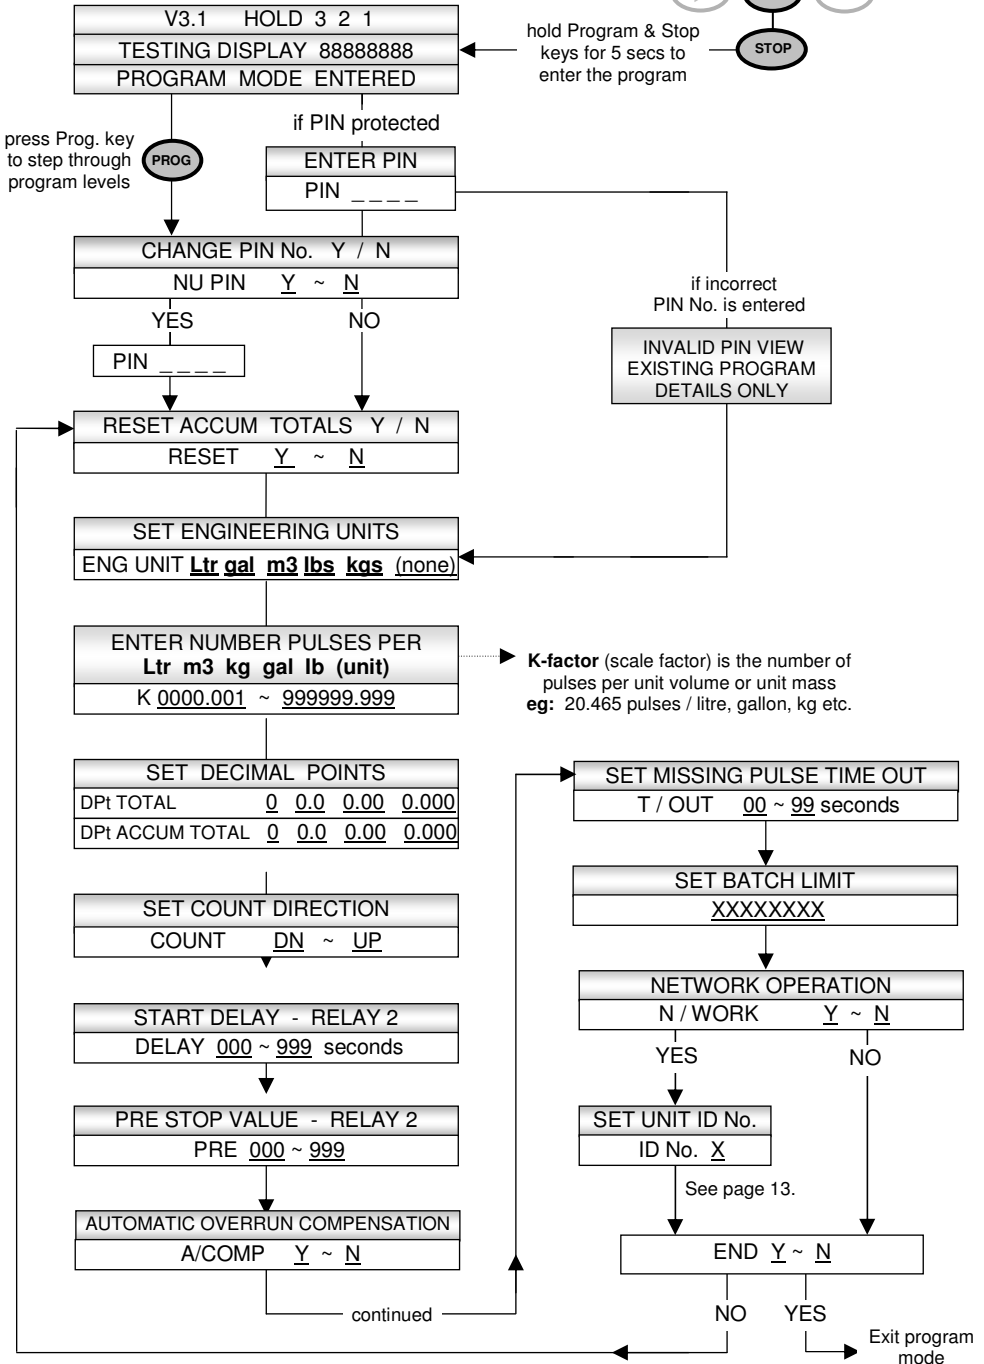 V3.1 HOLD 3 2 1
TESTING DISPLAY 88888888
PROGRAM MODE ENTERED
hold Program & Stop
keys for 5 secs to
enter the program
STOP
press Prog. key
to step through
program levels
PROG
if PIN protected
ENTER PIN
PIN _ _ _ _
CHANGE PIN No. Y / N
NU PIN Y ~ N
YES
NO
PIN _ _ _ _
if incorrect
PIN No. is entered
INVALID PIN VIEW
EXISTING PROGRAM
DETAILS ONLY
RESET ACCUM TOTALS Y / N
RESET Y ~ N
SET ENGINEERING UNITS
ENG UNIT Ltr gal m3 lbs kgs (none)
ENTER NUMBER PULSES PER
Ltr m3 kg gal lb (unit)
K 0000.001 ~ 999999.999
K-factor (scale factor) is the number of
pulses per unit volume or unit mass
eg: 20.465 pulses / litre, gallon, kg etc.
SET DECIMAL POINTS
DPt TOTAL 0 0.0 0.00 0.000
DPt ACCUM TOTAL 0 0.0 0.00 0.000
SET COUNT DIRECTION
COUNT DN ~ UP
START DELAY - RELAY 2
DELAY 000 ~ 999 seconds
PRE STOP VALUE - RELAY 2
PRE 000 ~ 999
AUTOMATIC OVERRUN COMPENSATION
A/COMP Y ~ N
continued
SET MISSING PULSE TIME OUT
T / OUT 00 ~ 99 seconds
SET BATCH LIMIT
XXXXXXXX
NETWORK OPERATION
N / WORK Y ~ N
YES
NO
SET UNIT ID No.
ID No. X
See page 13.
END Y ~ N
NO
YES
Exit program
mode